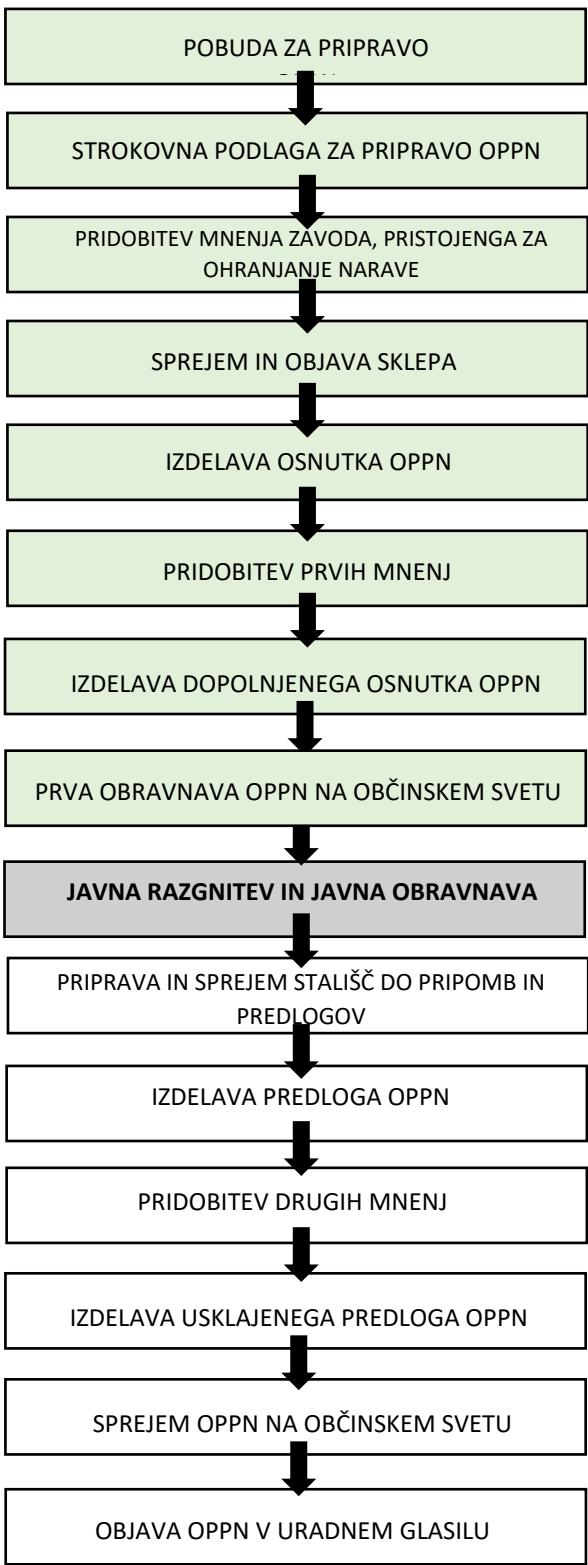 POBUDA ZA PRIPRAVO
STROKOVNA PODLAGA ZA PRIPRAVO OPPN
PRIDOBITEV MNENJA ZAVODA, PRISTOJENGA ZA
OHRANJANJE NARAVE
SPREJEM IN OBJAVA SKLEPA
IZDELAVA OSNUTKA OPPN
PRIDOBITEV PRVIH MNENJ
IZDELAVA DOPOLNJENEGA OSNUTKA OPPN
PRVA OBRAVNAVA OPPN NA OBČINSKEM SVETU
JAVNA RAZGNITEV IN JAVNA OBRAVNAVA
PRIPRAVA IN SPREJEM STALIŠČ DO PRIPOMB IN
PREDLOGOV
IZDELAVA PREDLOGA OPPN
PRIDOBITEV DRUGIH MNENJ
IZDELAVA USKLAJENEGA PREDLOGA OPPN
SPREJEM OPPN NA OBČINSKEM SVETU
OBJAVA OPPN V URADNEM GLASILU